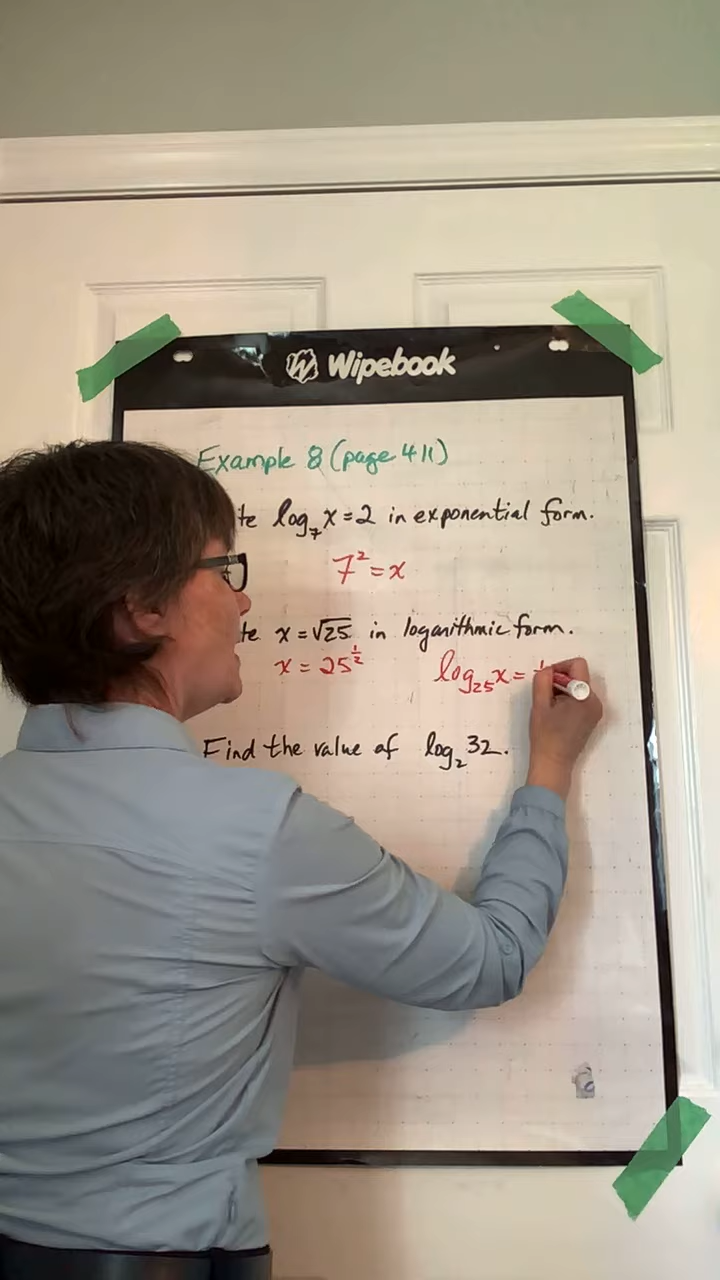 Wipebook
Example 8 (page 411)
te log₇x=2 in exponential form.
7²=x
te x=√25 in logarithmic form.
x = 25^½
log₂₅x =
Find the value of log₂32.